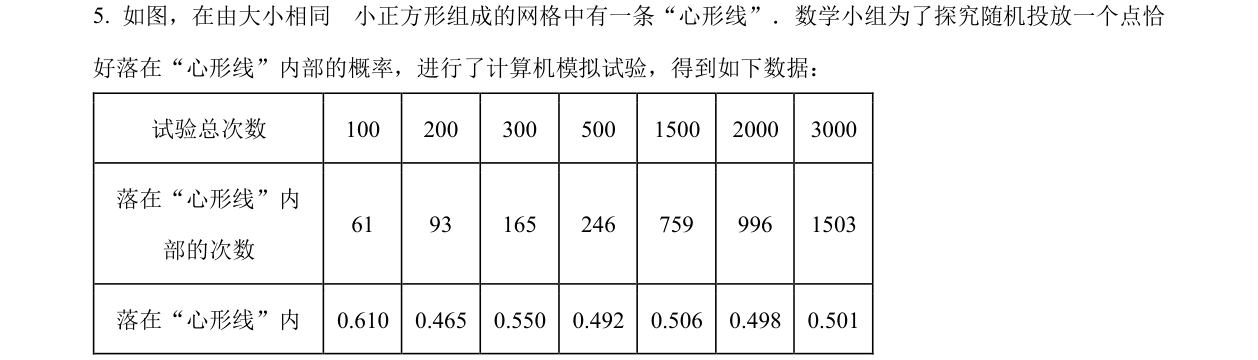 5. 如图，在由大小相同　小正方形组成的网格中有一条“心形线”．数学小组为了探究随机投放一个点恰
好落在“心形线”内部的概率，进行了计算机模拟试验，得到如下数据：
试验总次数 100 200 300 500 1500 2000 3000
落在“心形线”内
部的次数 61 93 165 246 759 996 1503
落在“心形线”内 0.610 0.465 0.550 0.492 0.506 0.498 0.501